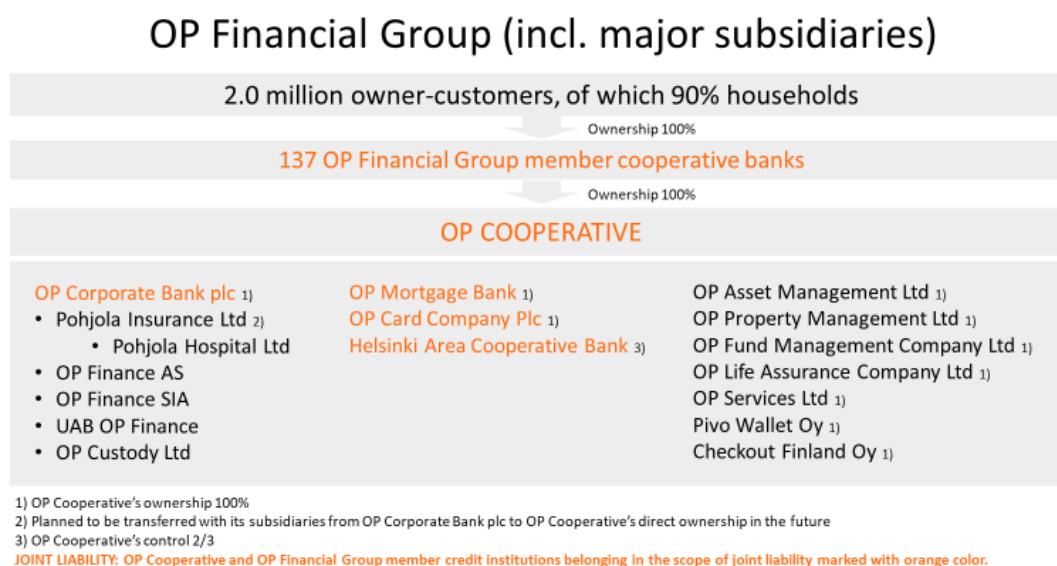 OP Financial Group (incl. major subsidiaries)
2.0 million owner-customers, of which 90% households
Ownership 100%
137 OP Financial Group member cooperative banks
Ownership 100%
OP COOPERATIVE
OP Corporate Bank plc 1)
• Pohjola Insurance Ltd 2)
• Pohjola Hospital Ltd
• OP Finance AS
• OP Finance SIA
• UAB OP Finance
• OP Custody Ltd
OP Mortgage Bank 1)
OP Card Company Plc 1)
Helsinki Area Cooperative Bank 3)
OP Asset Management Ltd 1)
OP Property Management Ltd 1)
OP Fund Management Company Ltd 1)
OP Life Assurance Company Ltd 1)
OP Services Ltd 1)
Pivo Wallet Oy 1)
Checkout Finland Oy 1)
1) OP Cooperative's ownership 100%
2) Planned to be transferred with its subsidiaries from OP Corporate Bank plc to OP Cooperative's direct ownership in the future
3) OP Cooperative's control 2/3
JOINT LIABILITY: OP Cooperative and OP Financial Group member credit institutions belonging in the scope of joint liability marked with orange color.